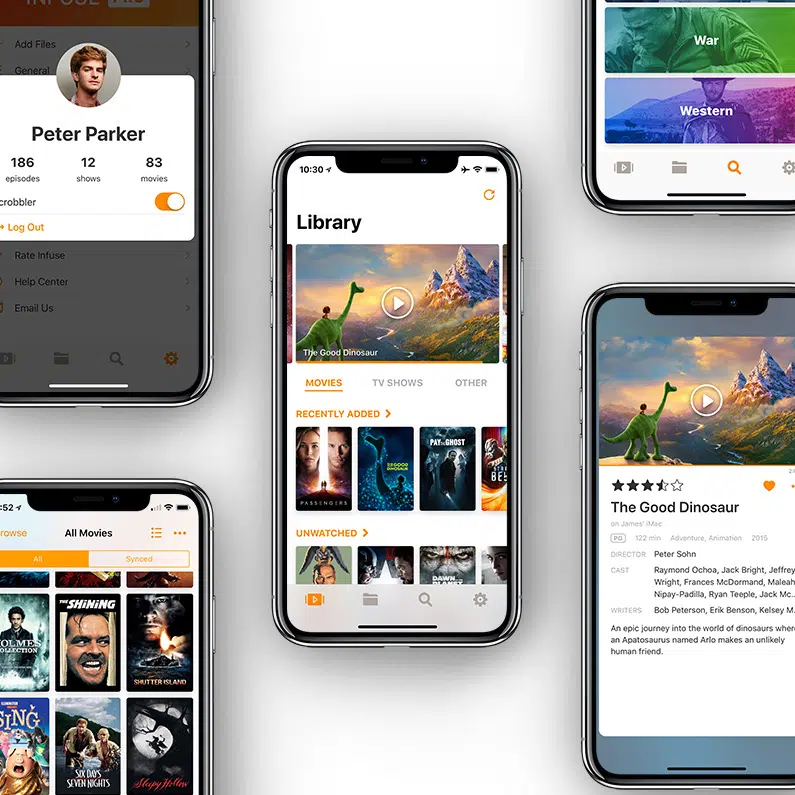 INFUSE PRO
Add Files
General
Peter Parker
186
12
83
episodes
shows
movies
crobbler
Log Out
Rate Infuse
Help Center
Email Us
10:30
Library
The Good Dinosaur
MOVIES
TV SHOWS
OTHER
RECENTLY ADDED
PASSENGERS
THE GOOD
DINOSAUR
PAY THE GHOST
UNWATCHED
DAWN
PLANET
War
Western
:52
rowse
All Movies
All
Synced
HOLMES
COLLECTION
THE SHINING
SHUTTER ISLAND
SING
SIX DAYS
SEVEN NIGHTS
Sleepy Hollow
The Good Dinosaur
on James' iMac
PG
122 min
Adventure, Animation
2015
DIRECTOR
Peter Sohn
CAST
Raymond Ochoa, Jack Bright, Jeffrey
Wright, Frances McDormand, Maleah
Nipay-Padilla, Ryan Teeple, Jack Mc...
WRITERS
Bob Peterson, Erik Benson, Kelsey M
An epic journey into the world of dinosaurs where
an Apatosaurus named Arlo makes an unlikely
human friend.